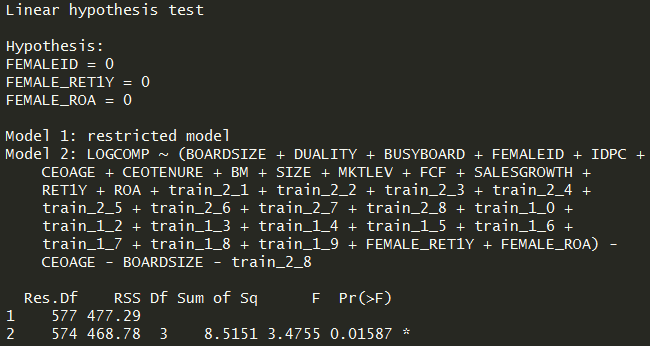 Linear hypothesis test
Hypothesis:
FEMALEID = 0
FEMALE_RET1Y = 0
FEMALE_ROA = 0
Model 1: restricted model
Model 2: LOGCOMP ~ (BOARDSIZE + DUALITY + BUSYBOARD + FEMALEID + IDPC +
CEOAGE + CEOTENURE + BM + SIZE + MKTLEV + FCF + SALESGROWTH +
RET1Y + ROA + train_2_1 + train_2_2 + train_2_3 + train_2_4 +
train_2_5 + train_2_6 + train_2_7 + train_2_8 + train_1_0 +
train_1_2 + train_1_3 + train_1_4 + train_1_5 + train_1_6 +
train_1_7 + train_1_8 + train_1_9 + FEMALE_RET1Y + FEMALE_ROA) -
CEOAGE - BOARDSIZE - train_2_8
Res.Df RSS Df Sum of Sq F Pr(>F)
1 577 477.29
2 574 468.78 3 8.5151 3.4755 0.01587 *